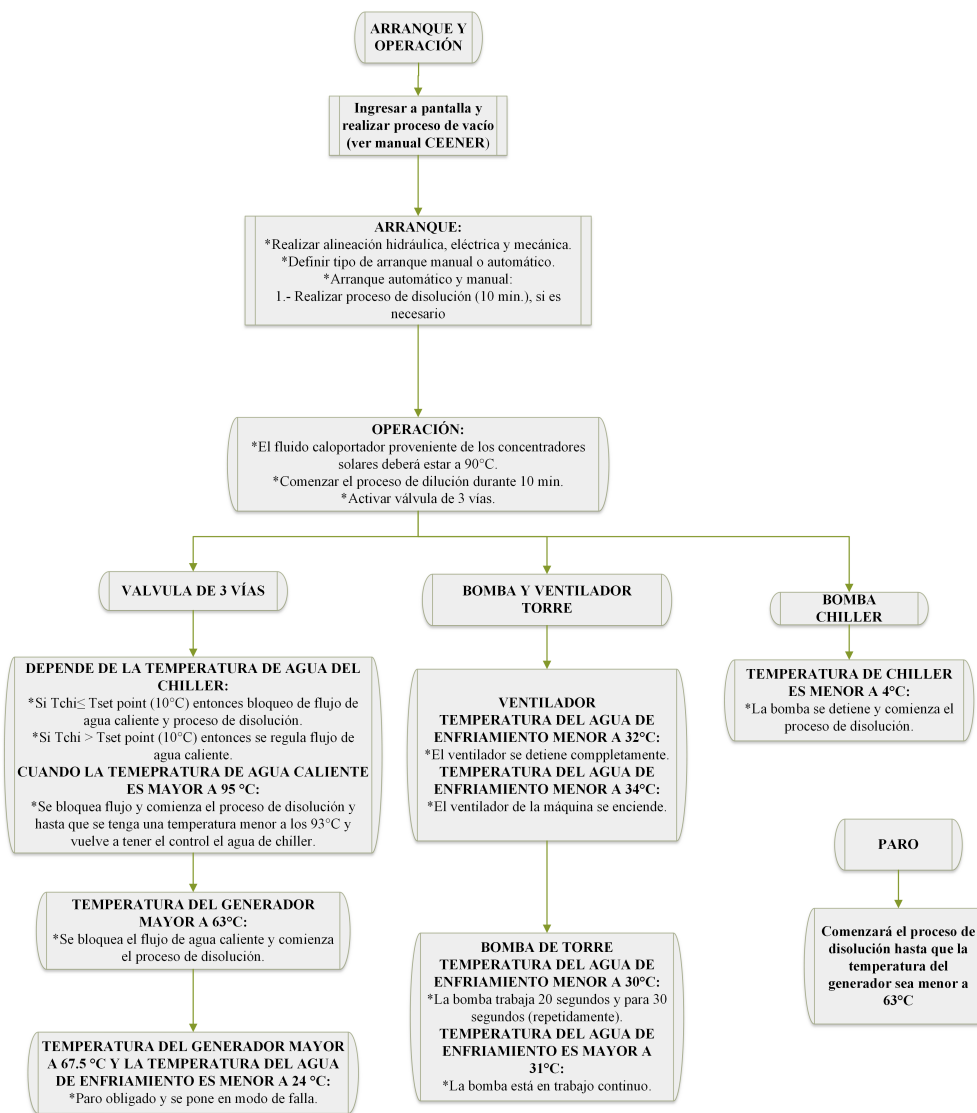 ARRANQUE Y
OPERACIÓN
Ingresar a pantalla y
realizar proceso de vacío
(ver manual CEENER)
ARRANQUE:
*Realizar alineación hidráulica, eléctrica y mecánica.
*Definir tipo de arranque manual o automático.
*Arranque automático y manual:
1.- Realizar proceso de disolución (10 min.), si es
necesario
OPERACIÓN:
*El fluido caloportador proveniente de los concentradores
solares deberá estar a 90°C.
*Comenzar el proceso de dilución durante 10 min.
*Activar válvula de 3 vías.
VALVULA DE 3 VÍAS
DEPENDE DE LA TEMPERATURA DE AGUA DEL
CHILLER:
*Si Tchi≤ Tset point (10°C) entonces bloqueo de flujo de
agua caliente y proceso de disolución.
*Si Tchi > Tset point (10°C) entonces se regula flujo de
agua caliente.
CUANDO LA TEMEPRATURA DE AGUA CALIENTE
ES MAYOR A 95 °C:
*Se bloquea flujo y comienza el proceso de disolución y
hasta que se tenga una temperatura menor a los 93°C y
vuelve a tener el control el agua de chiller.
TEMPERATURA DEL GENERADOR
MAYOR A 63°C:
*Se bloquea el flujo de agua caliente y comienza
el proceso de disolución.
TEMPERATURA DEL GENERADOR MAYOR
A 67.5 °C Y LA TEMPERATURA DEL AGUA
DE ENFRIAMIENTO ES MENOR A 24 °C:
*Paro obligado y se pone en modo de falla.
BOMBA Y VENTILADOR
TORRE
VENTILADOR
TEMPERATURA DEL AGUA DE
ENFRIAMIENTO MENOR A 32°C:
*El ventilador se detiene comppletamente.
TEMPERATURA DEL AGUA DE
ENFRIAMIENTO MENOR A 34°C:
*El ventilador de la máquina se enciende.
BOMBA DE TORRE
TEMPERATURA DEL AGUA DE
ENFRIAMIENTO MENOR A 30°C:
*La bomba trabaja 20 segundos y para 30
segundos (repetidamente).
TEMPERATURA DEL AGUA DE
ENFRIAMIENTO ES MAYOR A
31°C:
*La bomba está en trabajo continuo.
BOMBA
CHILLER
TEMPERATURA DE CHILLER
ES MENOR A 4°C:
*La bomba se detiene y comienza el
proceso de disolución.
PARO
Comenzará el proceso de
disolución hasta que la
temperatura del
generador sea menor a
63°C